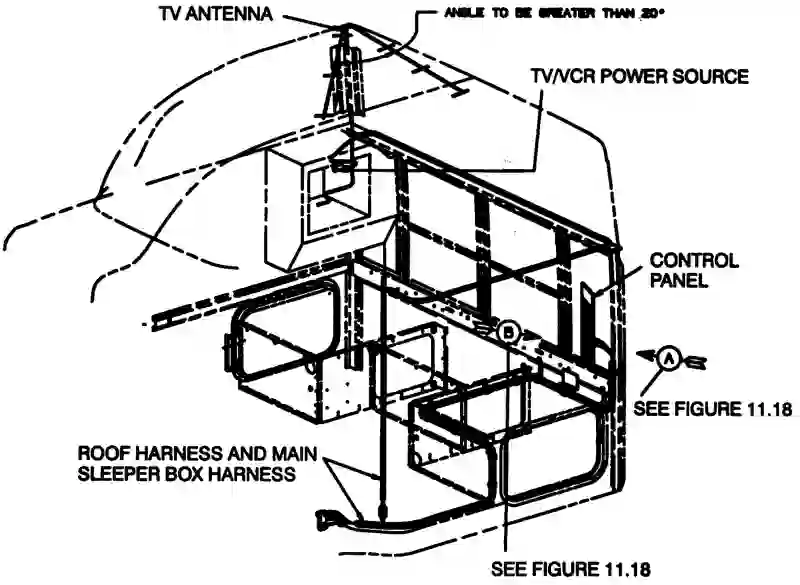 TV ANTENNA
ANGLE TO BE GREATER THAN 20°
TV/VCR POWER SOURCE
CONTROL
PANEL
B
A
SEE FIGURE 11.18
ROOF HARNESS AND MAIN
SLEEPER BOX HARNESS
SEE FIGURE 11.18